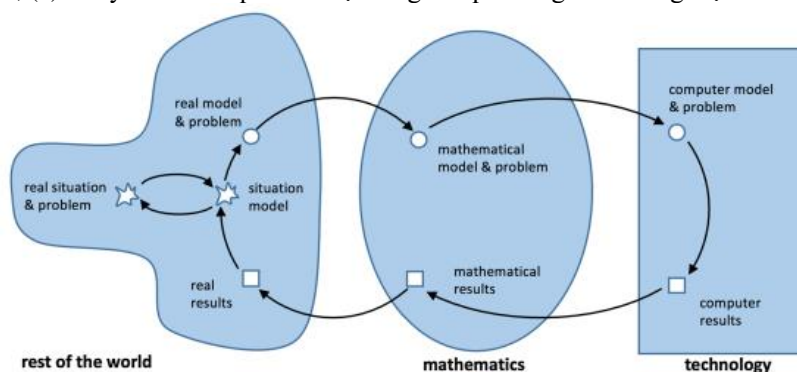 real model
& problem
computer model
& problem
mathematical
model & problem
real situation
& problem
situation
model
real
results
mathematical
results
computer
results
rest of the world
mathematics
technology